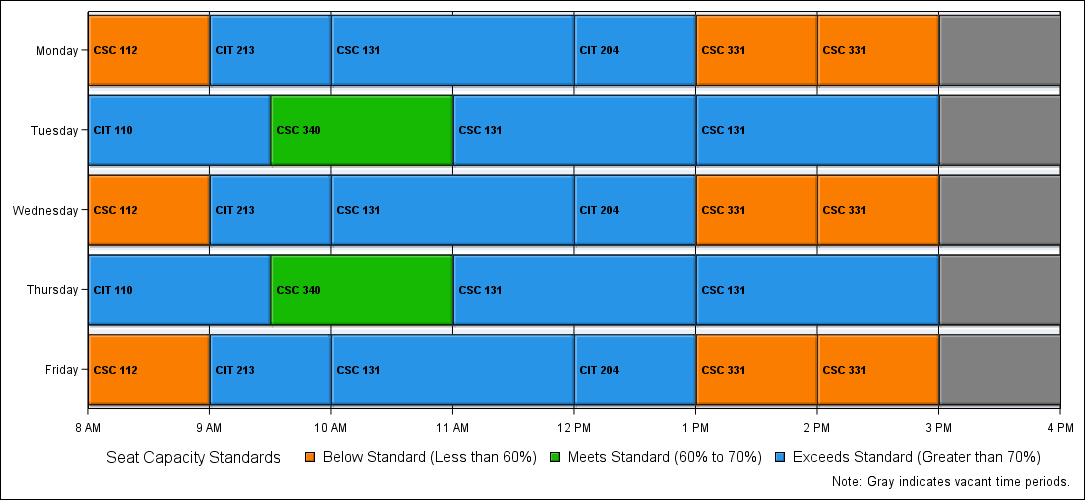 Monday CSC 112 CIT 213 CSC 131 CIT 204 CSC 331 CSC 331
Tuesday CIT 110 CSC 340 CSC 131 CSC 131
Wednesday CSC 112 CIT 213 CSC 131 CIT 204 CSC 331 CSC 331
Thursday CIT 110 CSC 340 CSC 131 CSC 131
Friday CSC 112 CIT 213 CSC 131 CIT 204 CSC 331 CSC 331
8 AM 9 AM 10 AM 11 AM 12 PM 1 PM 2 PM 3 PM 4 PM
Seat Capacity Standards Below Standard (Less than 60%) Meets Standard (60% to 70%) Exceeds Standard (Greater than 70%)
Note: Gray indicates vacant time periods.